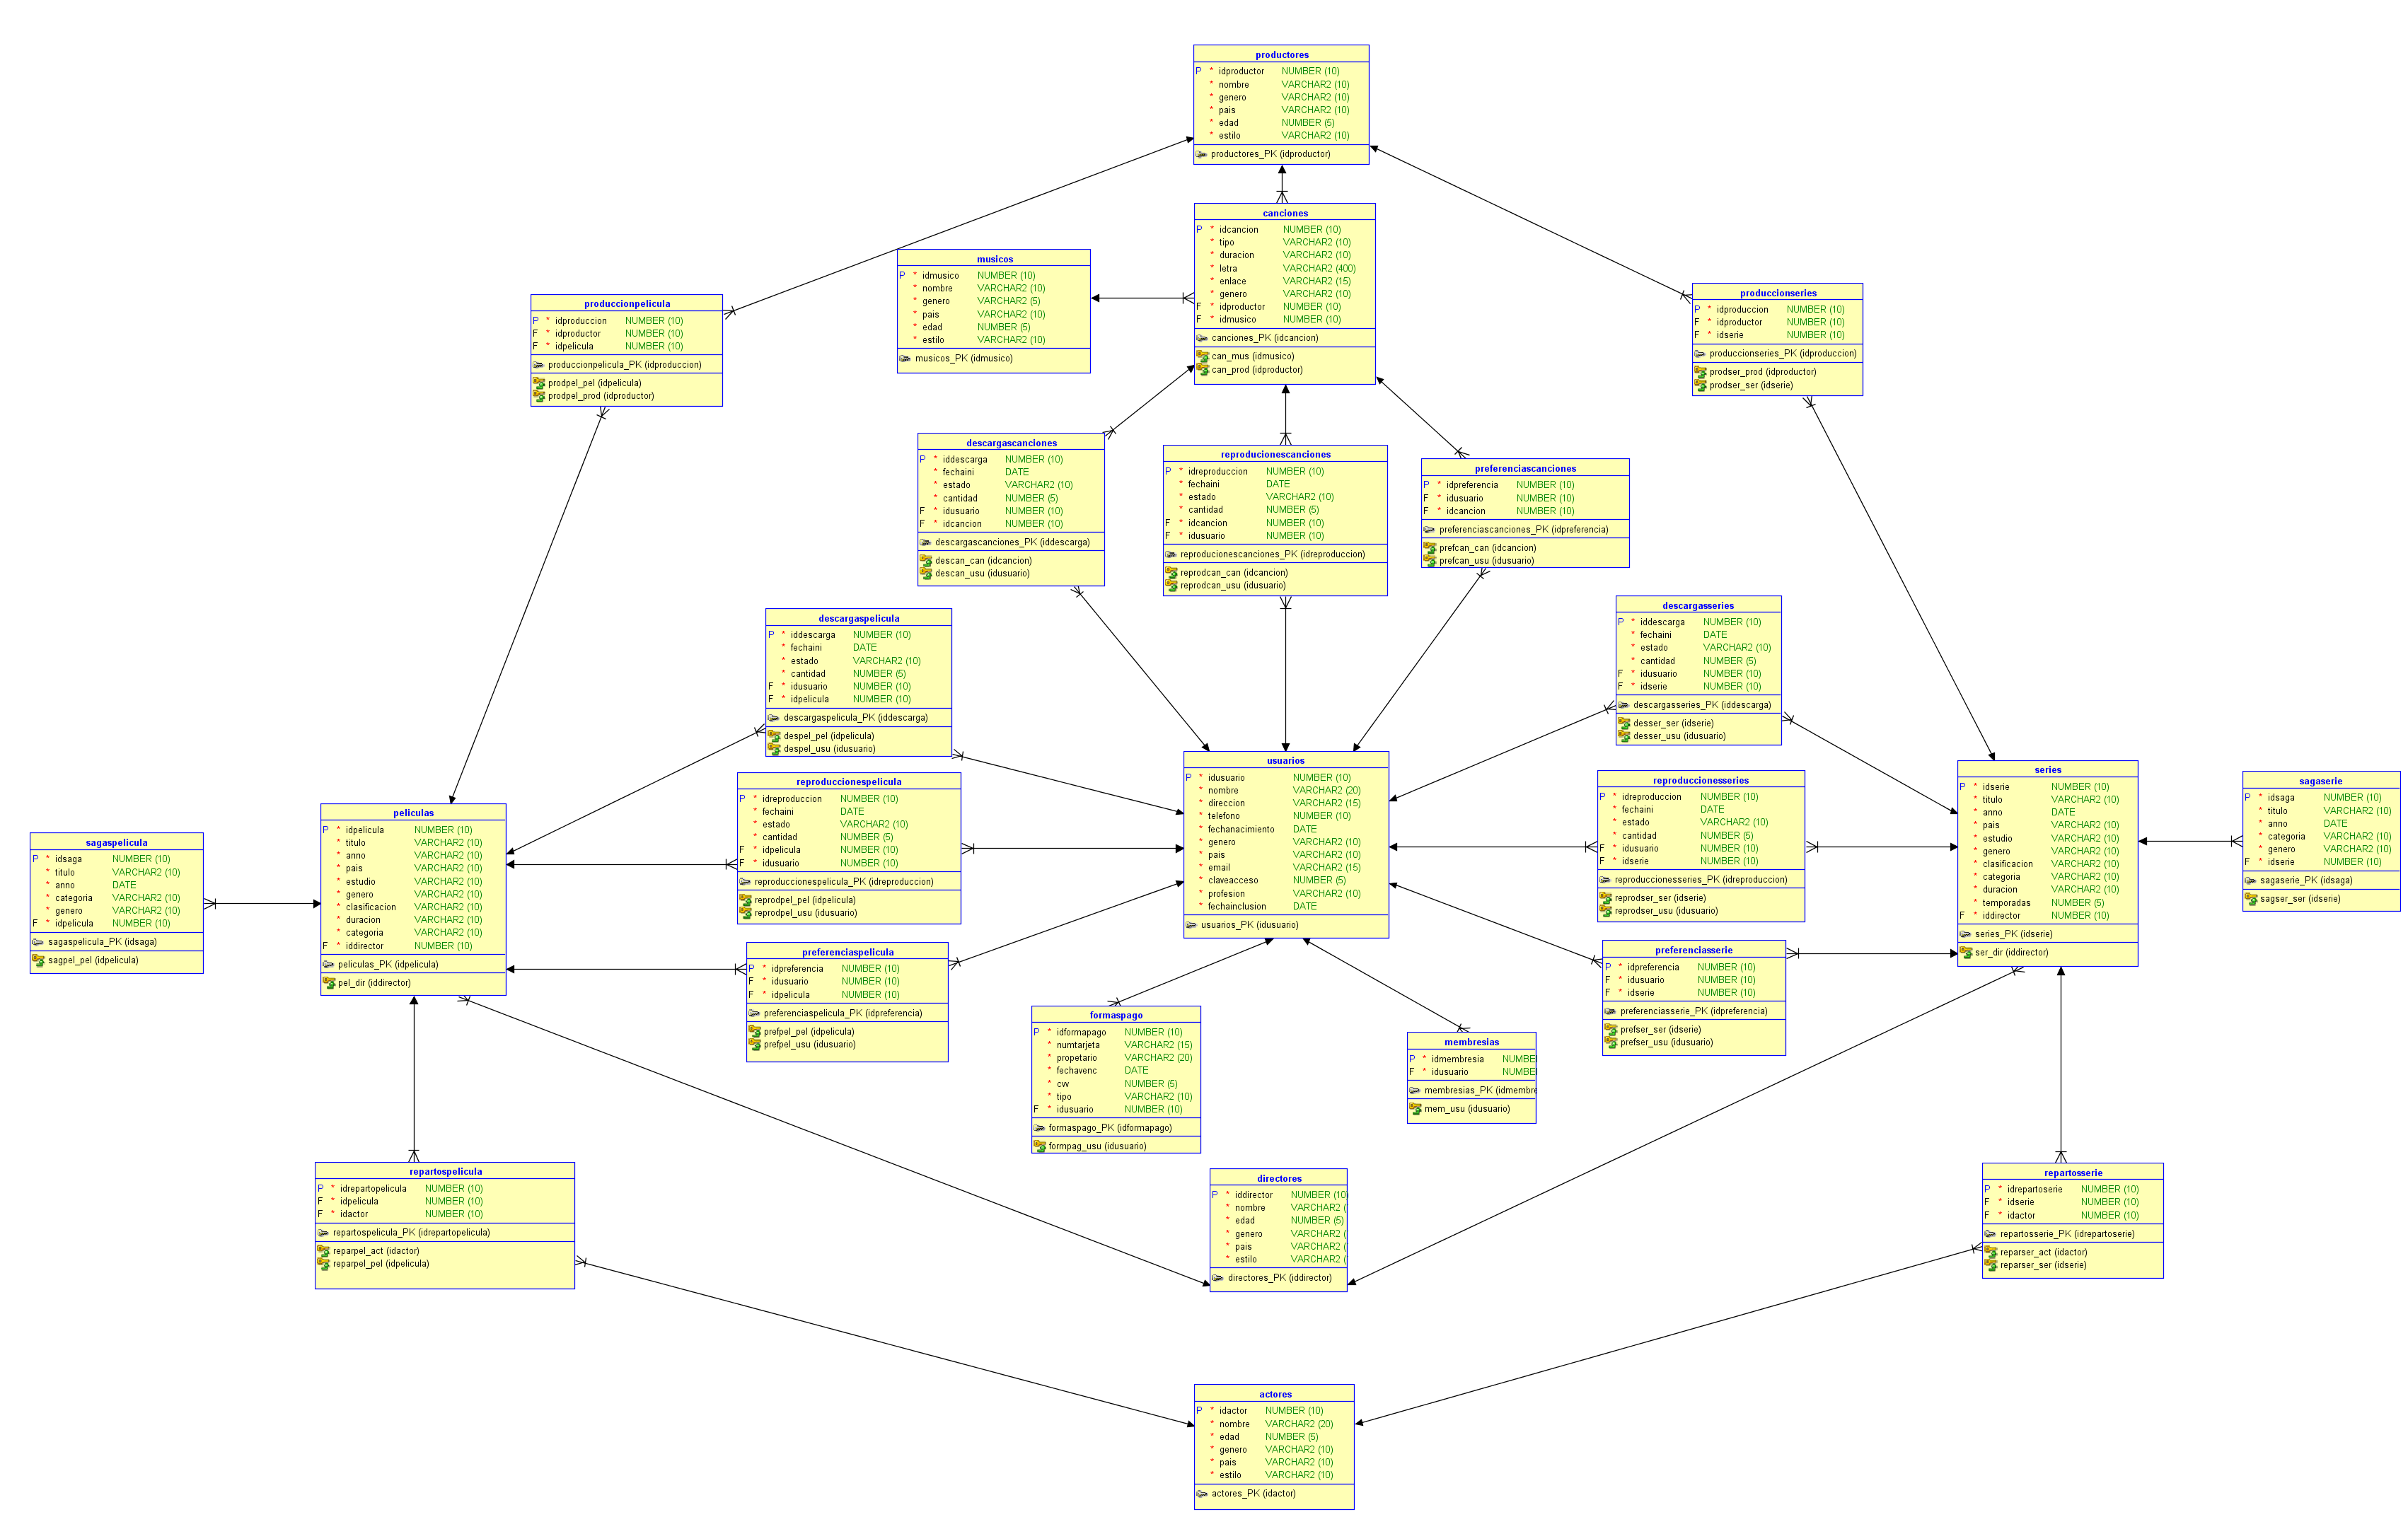 productores
P * idproductor NUMBER (10)
* nombre VARCHAR2 (10)
* genero VARCHAR2 (10)
* pais VARCHAR2 (10)
* edad NUMBER (5)
* estilo VARCHAR2 (10)
productores_PK (idproductor)
canciones
P * idcancion NUMBER (10)
* tipo VARCHAR2 (10)
* duracion VARCHAR2 (10)
* letra VARCHAR2 (400)
* enlace VARCHAR2 (15)
* genero VARCHAR2 (10)
F * idproductor NUMBER (10)
F * idmusico NUMBER (10)
canciones_PK (idcancion)
can_mus (idmusico)
can_prod (idproductor)
musicos
P * idmusico NUMBER (10)
* nombre VARCHAR2 (10)
* genero VARCHAR2 (5)
* pais VARCHAR2 (10)
* edad NUMBER (5)
* estilo VARCHAR2 (10)
musicos_PK (idmusico)
produccionpelicula
P * idproduccion NUMBER (10)
F * idproductor NUMBER (10)
F * idpelicula NUMBER (10)
produccionpelicula_PK (idproduccion)
prodpel_pel (idpelicula)
prodpel_prod (idproductor)
produccionseries
P * idproduccion NUMBER (10)
F * idproductor NUMBER (10)
F * idserie NUMBER (10)
produccionseries_PK (idproduccion)
prodser_prod (idproductor)
prodser_ser (idserie)
descargascanciones
P * iddescarga NUMBER (10)
* fechaini DATE
* estado VARCHAR2 (10)
* cantidad NUMBER (5)
F * idusuario NUMBER (10)
F * idcancion NUMBER (10)
descargascanciones_PK (iddescarga)
descan_can (idcancion)
descan_usu (idusuario)
reproducionescanciones
P * idreproduccion NUMBER (10)
* fechaini DATE
* estado VARCHAR2 (10)
* cantidad NUMBER (5)
F * idcancion NUMBER (10)
F * idusuario NUMBER (10)
reproducionescanciones_PK (idreproduccion)
reprodcan_can (idcancion)
reprodcan_usu (idusuario)
preferenciascanciones
P * idpreferencia NUMBER (10)
F * idusuario NUMBER (10)
F * idcancion NUMBER (10)
preferenciascanciones_PK (idpreferencia)
prefcan_can (idcancion)
prefcan_usu (idusuario)
descargaspelicula
P * iddescarga NUMBER (10)
* fechaini DATE
* estado VARCHAR2 (10)
* cantidad NUMBER (5)
F * idusuario NUMBER (10)
F * idpelicula NUMBER (10)
descargaspelicula_PK (iddescarga)
despel_pel (idpelicula)
despel_usu (idusuario)
descargasseries
P * iddescarga NUMBER (10)
* fechaini DATE
* estado VARCHAR2 (10)
* cantidad NUMBER (5)
F * idusuario NUMBER (10)
F * idserie NUMBER (10)
descargasseries_PK (iddescarga)
desser_ser (idserie)
desser_usu (idusuario)
usuarios
P * idusuario NUMBER (10)
* nombre VARCHAR2 (20)
* direccion VARCHAR2 (15)
* telefono NUMBER (10)
* fechanacimiento DATE
* genero VARCHAR2 (10)
* pais VARCHAR2 (10)
* email VARCHAR2 (15)
* claveacceso NUMBER (5)
* profesion VARCHAR2 (10)
* fechainclusion DATE
usuarios_PK (idusuario)
reproduccionespelicula
P * idreproduccion NUMBER (10)
* fechaini DATE
* estado VARCHAR2 (10)
* cantidad NUMBER (5)
F * idpelicula NUMBER (10)
F * idusuario NUMBER (10)
reproduccionespelicula_PK (idreproduccion)
reprodpel_pel (idpelicula)
reprodpel_usu (idusuario)
reproduccionesseries
P * idreproduccion NUMBER (10)
* fechaini DATE
* estado VARCHAR2 (10)
* cantidad NUMBER (5)
F * idusuario NUMBER (10)
F * idserie NUMBER (10)
reproduccionesseries_PK (idreproduccion)
reprodser_ser (idserie)
reprodser_usu (idusuario)
series
P * idserie NUMBER (10)
* titulo VARCHAR2 (10)
* anno DATE
* pais VARCHAR2 (10)
* estudio VARCHAR2 (10)
* genero VARCHAR2 (10)
* clasificacion VARCHAR2 (10)
* categoria VARCHAR2 (10)
* duracion VARCHAR2 (10)
* temporadas NUMBER (5)
F * iddirector NUMBER (10)
series_PK (idserie)
ser_dir (iddirector)
sagaserie
P * idsaga NUMBER (10)
* titulo VARCHAR2 (10)
* anno DATE
* categoria VARCHAR2 (10)
* genero VARCHAR2 (10)
F * idserie NUMBER (10)
sagaserie_PK (idsaga)
sagser_ser (idserie)
peliculas
P * idpelicula NUMBER (10)
* titulo VARCHAR2 (10)
* anno VARCHAR2 (10)
* pais VARCHAR2 (10)
* estudio VARCHAR2 (10)
* genero VARCHAR2 (10)
* clasificacion VARCHAR2 (10)
* duracion VARCHAR2 (10)
* categoria VARCHAR2 (10)
F * iddirector NUMBER (10)
peliculas_PK (idpelicula)
pel_dir (iddirector)
sagaspelicula
P * idsaga NUMBER (10)
* titulo VARCHAR2 (10)
* anno DATE
* categoria VARCHAR2 (10)
* genero VARCHAR2 (10)
F * idpelicula NUMBER (10)
sagaspelicula_PK (idsaga)
sagpel_pel (idpelicula)
preferenciaspelicula
P * idpreferencia NUMBER (10)
F * idusuario NUMBER (10)
F * idpelicula NUMBER (10)
preferenciaspelicula_PK (idpreferencia)
prefpel_pel (idpelicula)
prefpel_usu (idusuario)
preferenciasserie
P * idpreferencia NUMBER (10)
F * idusuario NUMBER (10)
F * idserie NUMBER (10)
preferenciasserie_PK (idpreferencia)
prefser_ser (idserie)
prefser_usu (idusuario)
formaspago
P * idformapago NUMBER (10)
* numtarjeta VARCHAR2 (15)
* propetario VARCHAR2 (20)
* fechavenc DATE
* cvv NUMBER (5)
* tipo VARCHAR2 (10)
F * idusuario NUMBER (10)
formaspago_PK (idformapago)
formpag_usu (idusuario)
membresias
P * idmembresia NUMBE
F * idusuario NUMBE
membresias_PK (idmembre
mem_usu (idusuario)
directores
P * iddirector NUMBER (10)
* nombre VARCHAR2 (
* edad NUMBER (5)
* genero VARCHAR2 (
* pais VARCHAR2 (
* estilo VARCHAR2 (
directores_PK (iddirector)
repartospelicula
P * idrepartopelicula NUMBER (10)
F * idpelicula NUMBER (10)
F * idactor NUMBER (10)
repartospelicula_PK (idrepartopelicula)
reparpel_act (idactor)
reparpel_pel (idpelicula)
repartosserie
P * idrepartoserie NUMBER (10)
F * idserie NUMBER (10)
F * idactor NUMBER (10)
repartosserie_PK (idrepartoserie)
reparser_act (idactor)
reparser_ser (idserie)
actores
P * idactor NUMBER (10)
* nombre VARCHAR2 (20)
* edad NUMBER (5)
* genero VARCHAR2 (10)
* pais VARCHAR2 (10)
* estilo VARCHAR2 (10)
actores_PK (idactor)